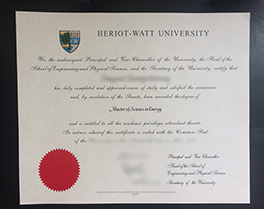 HERIOT-WATT UNIVERSITY
We, the undersigned Principal and Vice-Chancellor of the University, the Head of the
School of Engineering and Physical Sciences, and the Secretary of the University, certify that
has duly completed and approved course of study and satisfied the examiners
and, by resolution of the Senate, been awarded the degree of
Master of Science in Energy
and is entitled to all the academic privileges attendant thereto.
In witness whereof this certificate is sealed with the Common Seal
Principal and Vice-Chancellor
Head of the School of
Engineering and Physical Sciences
Secretary of the University